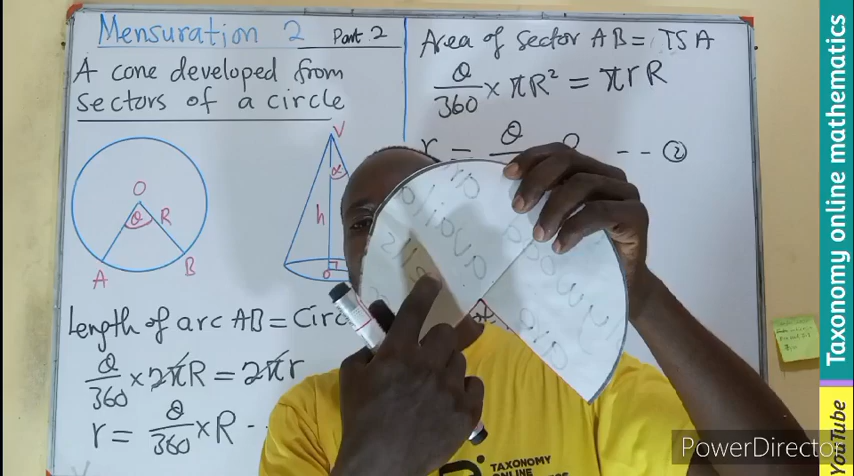 Mensuration 2 Part 2
A cone developed from
sectors of a circle
O
θ R
A B
V
α
h
O
Length of arc AB = Circ
θ/360 × 2πR = 2πr
r = θ/360 × R -
Area of sector AB = TSA
θ/360 × πR² = πrR
r = θ -- ②
TAXONOMY
ONLINE
Taxonomy online mathematics
YouTube
PowerDirector